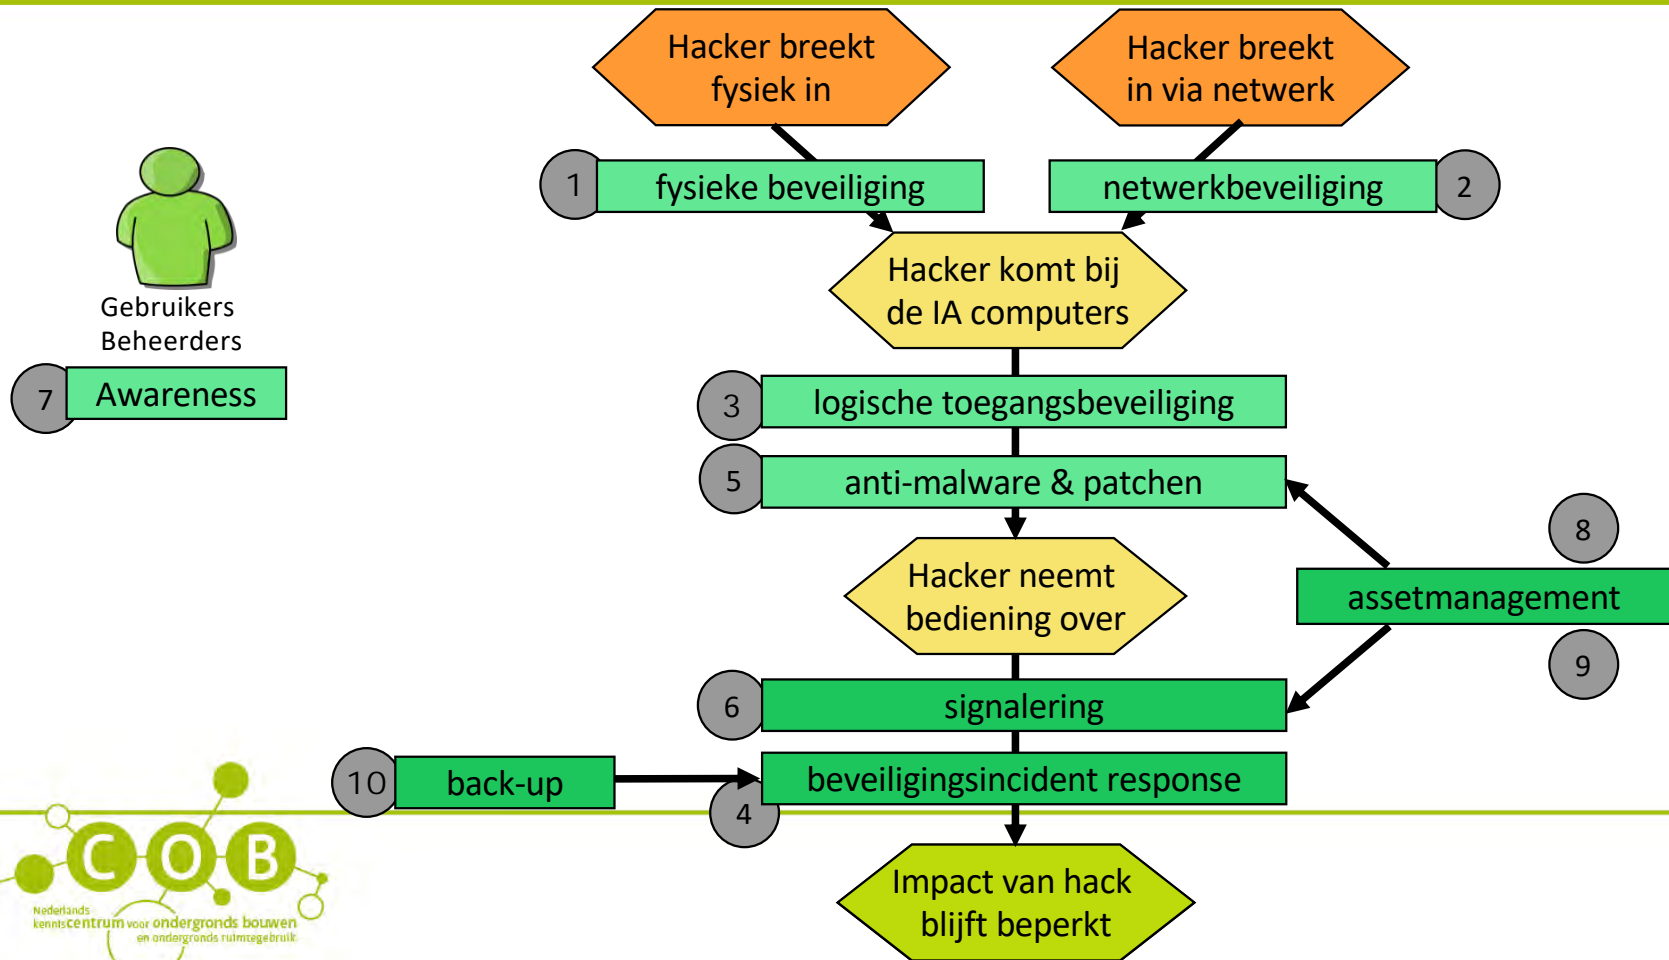 Hacker breekt
fysiek in
Hacker breekt
in via netwerk
1
fysieke beveiliging
netwerkbeveiliging
2
Hacker komt bij
de IA computers
Gebruikers
Beheerders
7
Awareness
3
logische toegangsbeveiliging
5
anti-malware & patchen
8
Hacker neemt
bediening over
assetmanagement
9
6
signalering
10
back-up
beveiligingsincident response
4
COB
Nederlands
kenniscentrum voor ondergronds bouwen
en ondergronds ruimtegebruik
Impact van hack
blijft beperkt